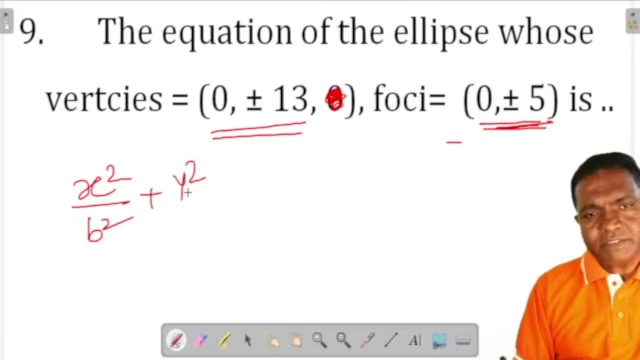 9. The equation of the ellipse whose
vertcies = (0, ± 13, 0), foci= (0,± 5) is ..
x²/b² + y²
A|